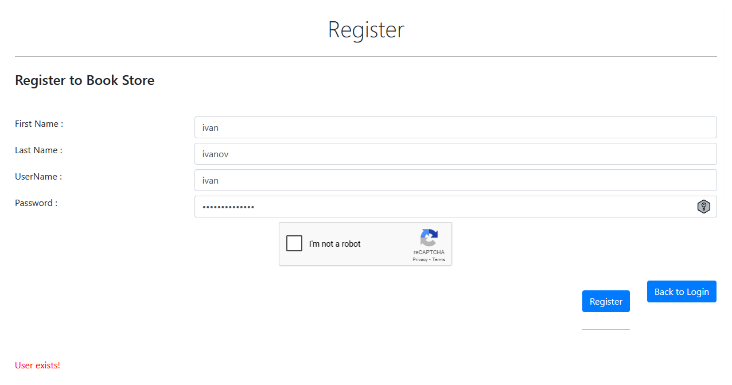 Register
Register to Book Store
First Name :
ivan
Last Name :
ivanov
UserName :
ivan
Password :
••••••••••••••
I'm not a robot
reCAPTCHA
Privacy - Terms
Back to Login
Register
User exists!